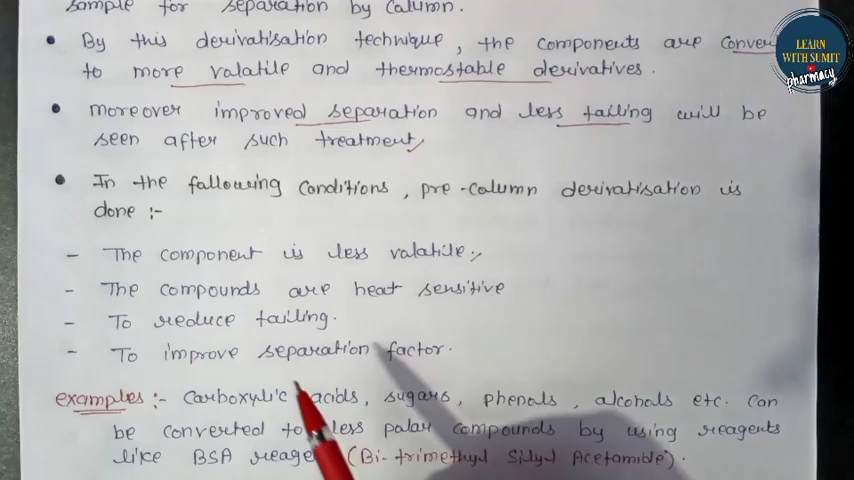 sample for separation by column.
• By this derivatisation technique, the components are conver
to more volatile and thermostable derivatives.
• moreover improved separation and less tailing will be
seen after such treatment
• In the following conditions, pre-column derivatisation is
done :-
- The component is less volatile
- The compounds are heat sensitive
- To reduce tailing.
- To improve separation factor.
examples :- Carboxylic acids, sugars, phenols, alcohols etc. can
be converted to less polar compounds by using reagents
like BSA reage (Bi-trimethyl Silyl Acetamible).
LEARN
WITH SUMIT
pharmacy